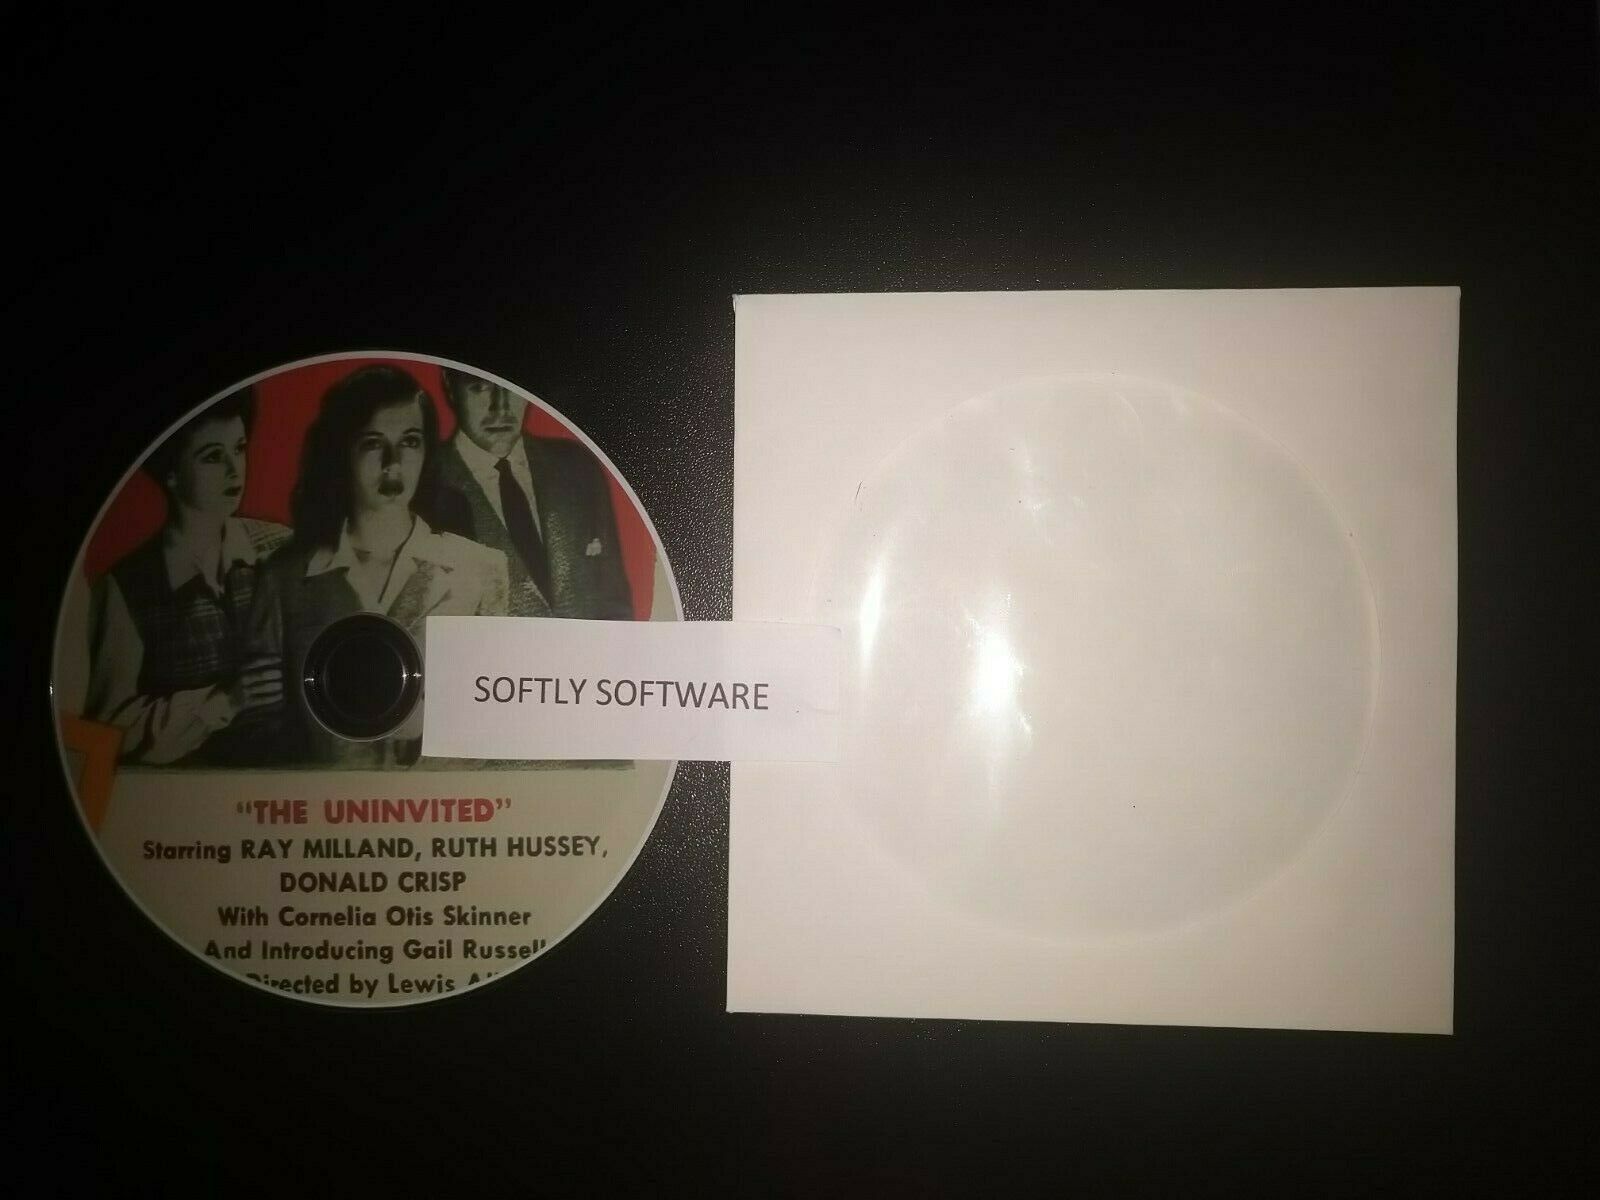 SOFTLY SOFTWARE
"THE UNINVITED"
Starring RAY MILLAND, RUTH HUSSEY,
DONALD CRISP
With Cornelia Otis Skinner
And Introducing Gail Russell
Directed by Lewis